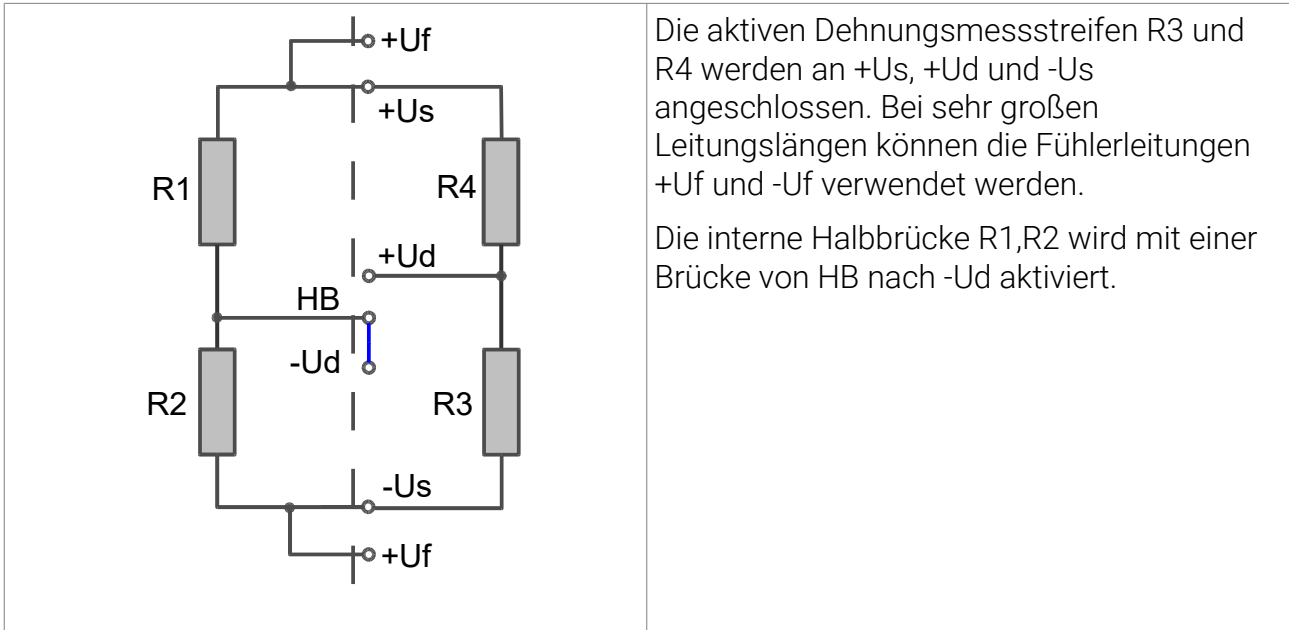 +Uf
+Us
R1
R4
+Ud
HB
-Ud
R2
R3
-Us
+Uf
Die aktiven Dehnungsmessstreifen R3 und
R4 werden an +Us, +Ud und -Us
angeschlossen. Bei sehr großen
Leitungslängen können die Fühlerleitungen
+Uf und -Uf verwendet werden.
Die interne Halbbrücke R1,R2 wird mit einer
Brücke von HB nach -Ud aktiviert.